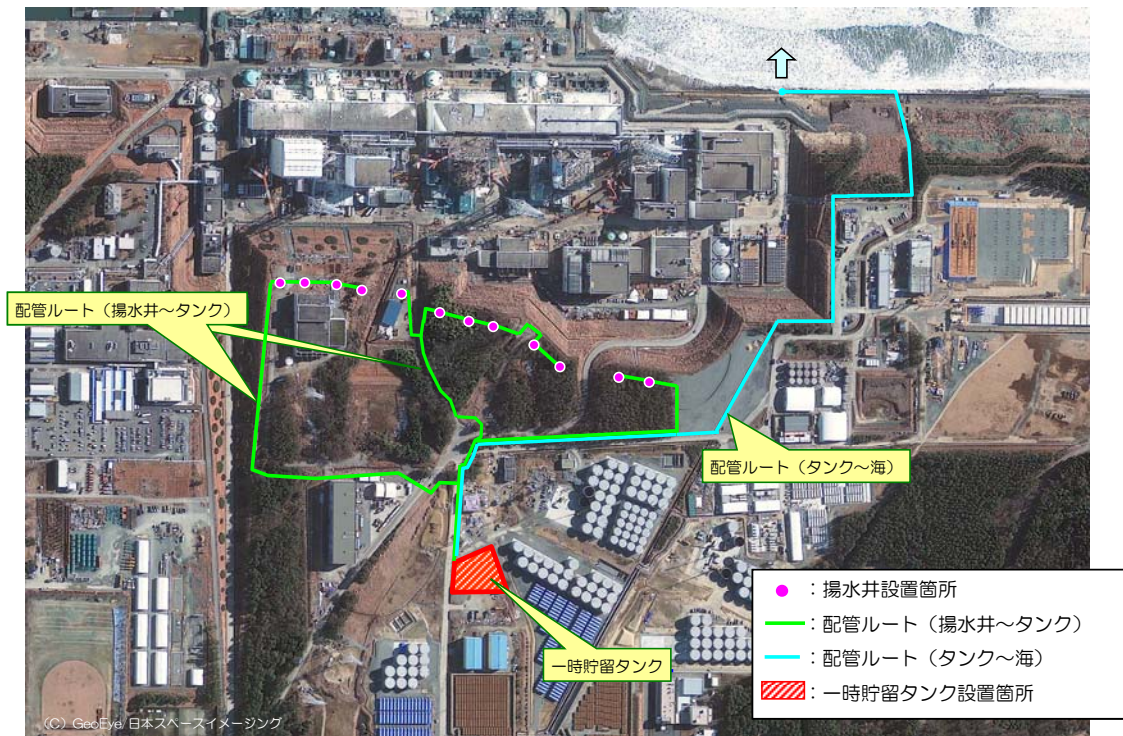 配管ルート（揚水井～タンク）
配管ルート（タンク～海）
一時貯留タンク
：揚水井設置箇所
：配管ルート（揚水井～タンク）
：配管ルート（タンク～海）
：一時貯留タンク設置箇所
（C）GeoEye/日本スペースイメージング